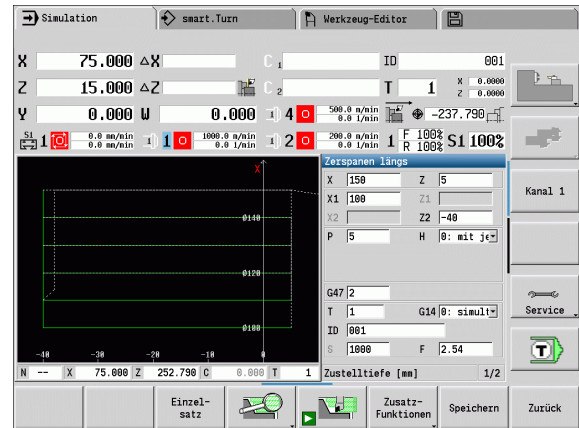 Simulation smart.Turn Werkzeug-Editor
X 75.000 ΔX C 1 ID 001
Z 15.000 ΔZ C 2 T 1 X 0.0000 Z 0.0000
Y 0.000 U 0.000 4 500.0 m/min 0.0 1/min -237.790
S1 1 0.0 mm/min 0.0 mm/min 1 1000.0 m/min 0.0 1/min 2 200.0 m/min 0.0 1/min 1 F 100% R 100% S1 100%
Zerspanen längs
X 150 Z 5
X1 100 Z1
X2 Z2 -40
P 5 H 0: mit je
G47 2
T 1 G14 0: simult
ID 001
S 1000 F 2.54
X
Ø140
Ø120
Ø100
-40 -30 -20 -10 0
N -- X 75.000 Z 252.790 C 0.000 T 1 Zustelltiefe [mm] 1/2
Kanal 1
Service
T
Einzel-
satz
Zusatz-
Funktionen
Speichern
Zurück